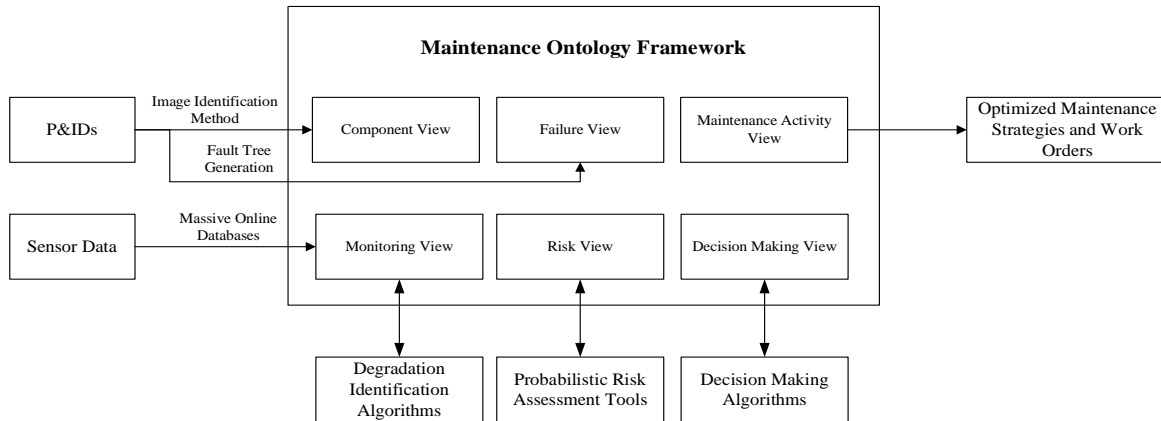 Maintenance Ontology Framework
Image Identification
Method
P&IDs
Component View
Failure View
Maintenance Activity
View
Optimized Maintenance
Strategies and Work
Orders
Fault Tree
Generation
Massive Online
Databases
Sensor Data
Monitoring View
Risk View
Decision Making View
Degradation
Identification
Algorithms
Probabilistic Risk
Assessment Tools
Decision Making
Algorithms